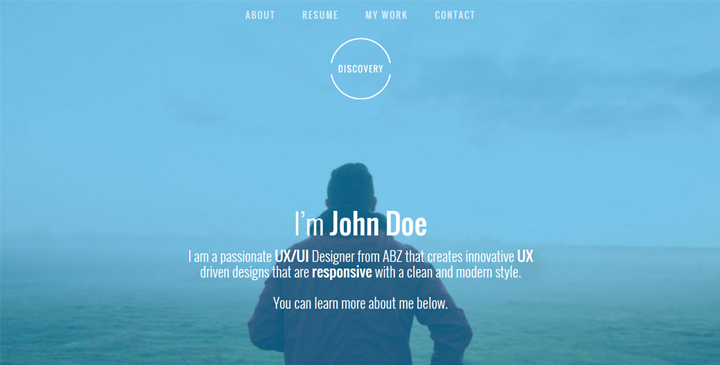 ABOUT RESUME MY WORK CONTACT
DISCOVERY
I'm John Doe
I am a passionate UX/UI Designer from ABZ that creates innovative UX
driven designs that are responsive with a clean and modern style.
You can learn more about me below.